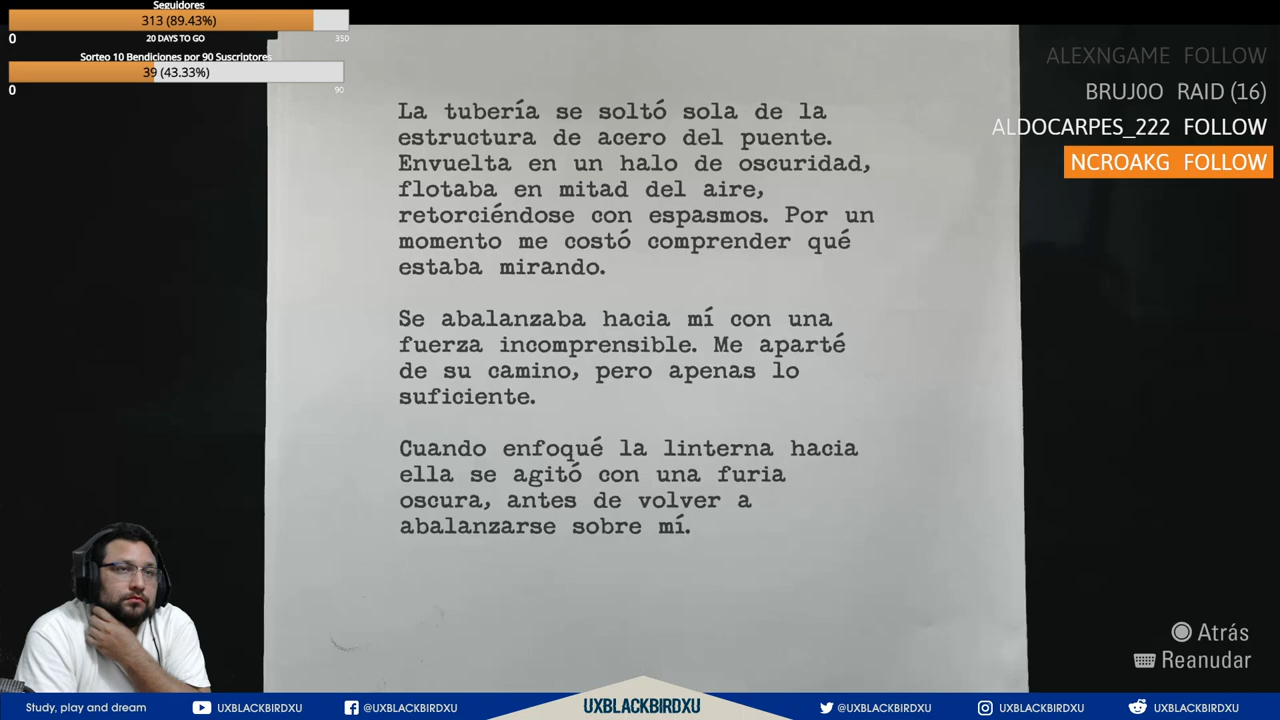 Seguidores
313 (89.43%)
0
20 DAYS TO GO
350
Sorteo 10 Bendiciones por 90 Suscriptores
39 (43.33%)
0
90
ALEXNGAME FOLLOW
BRUJ0O RAID (16)
ALDOCARPES_222 FOLLOW
NCROAKG FOLLOW
La tubería se soltó sola de la
estructura de acero del puente.
Envuelta en un halo de oscuridad,
flotaba en mitad del aire,
retorciéndose con espasmos. Por un
momento me costó comprender qué
estaba mirando.
Se abalanzaba hacia mí con una
fuerza incomprensible. Me aparté
de su camino, pero apenas lo
suficiente.
Cuando enfoqué la linterna hacia
ella se agitó con una furia
oscura, antes de volver a
abalanzarse sobre mí.
Atrás
Reanudar
Study, play and dream
UXBLACKBIRDXU
@UXBLACKBIRDXU
UXBLACKBIRDXU
@UXBLACKBIRDXU
UXBLACKBIRDXU
UXBLACKBIRDXU